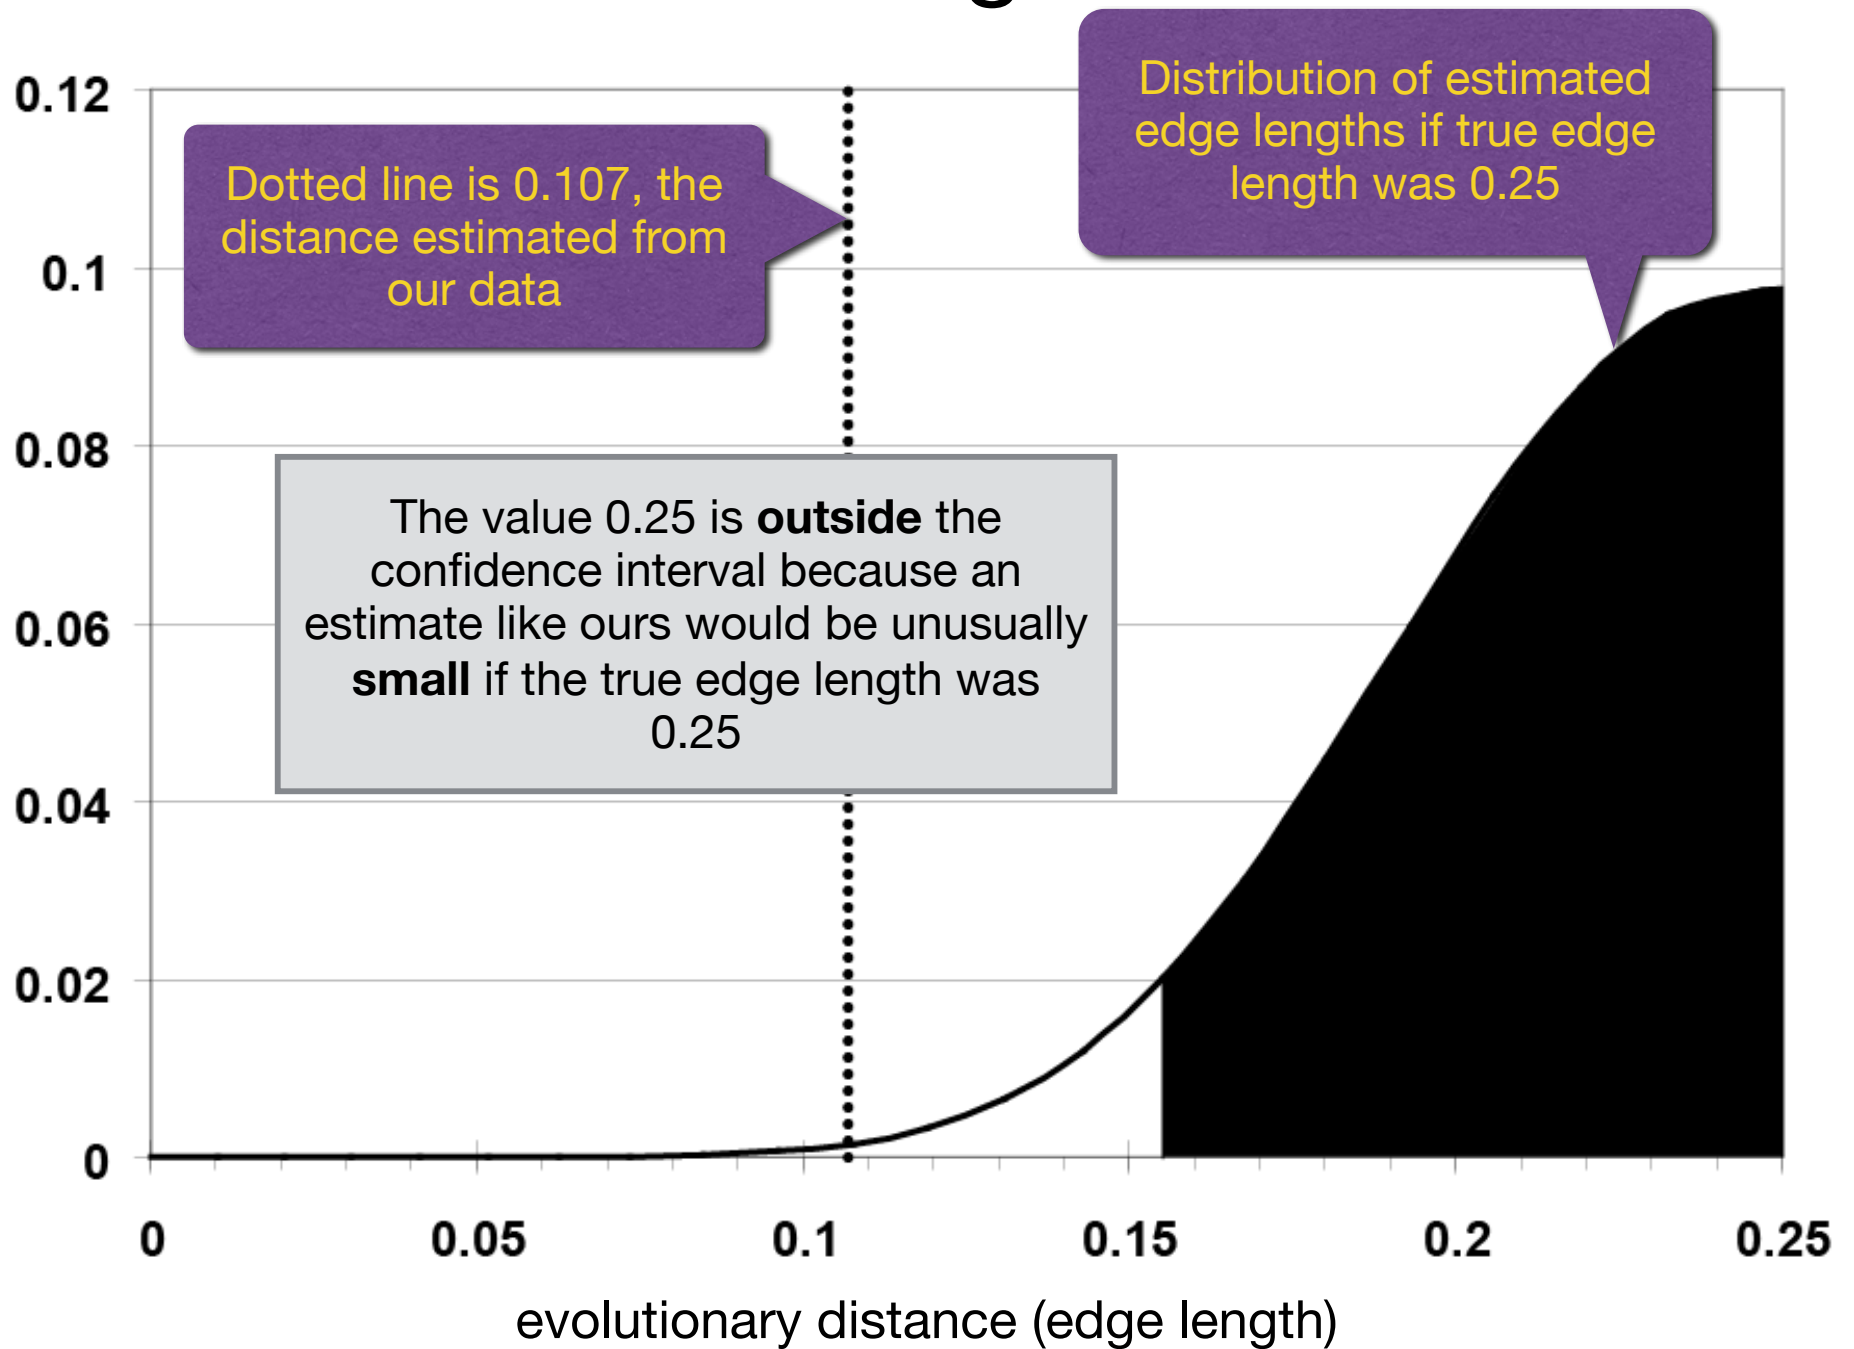 Distribution of estimated
edge lengths if true edge
length was 0.25
Dotted line is 0.107, the
distance estimated from
our data
The value 0.25 is outside the
confidence interval because an
estimate like ours would be unusually
small if the true edge length was
0.25
0.12
0.1
0.08
0.06
0.04
0.02
0
0 0.05 0.1 0.15 0.2 0.25
evolutionary distance (edge length)